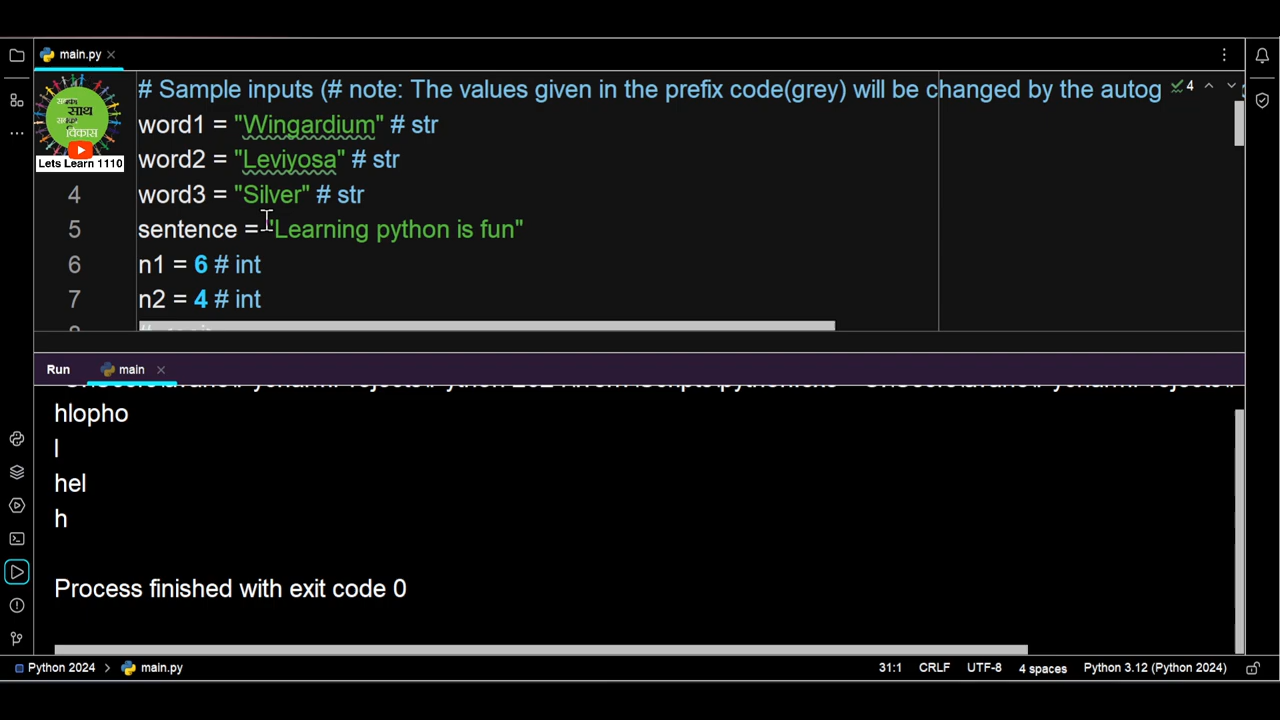 main.py
# Sample inputs (# note: The values given in the prefix code(grey) will be changed by the autog
4
सबका
साथ
सबका
विकास
Lets Learn 1110
word1 = "Wingardium" # str
word2 = "Leviyosa" # str
4 word3 = "Silver" # str
5 sentence = "Learning python is fun"
6 n1 = 6 # int
7 n2 = 4 # int
Run main
hlopho
l
hel
h
Process finished with exit code 0
Python 2024 > main.py 31:1 CRLF UTF-8 4 spaces Python 3.12 (Python 2024)